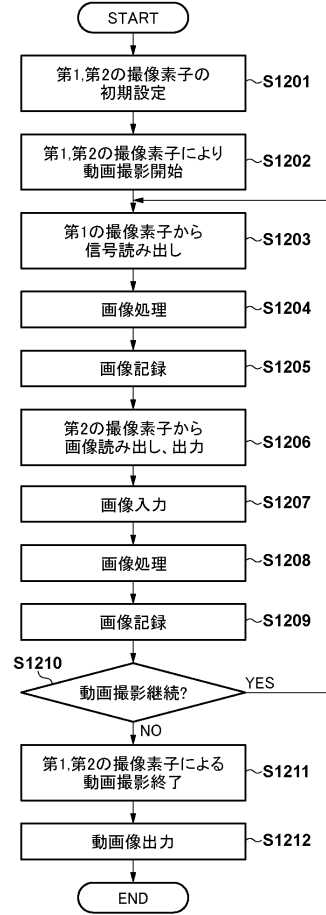 START
第1,第2の撮像素子の
初期設定
S1201
第1,第2の撮像素子により
動画撮影開始
S1202
第1の撮像素子から
信号読み出し
S1203
画像処理
S1204
画像記録
S1205
第2の撮像素子から
画像読み出し、出力
S1206
画像入力
S1207
画像処理
S1208
画像記録
S1209
S1210
動画撮影継続?
YES
NO
第1,第2の撮像素子による
動画撮影終了
S1211
動画像出力
S1212
END